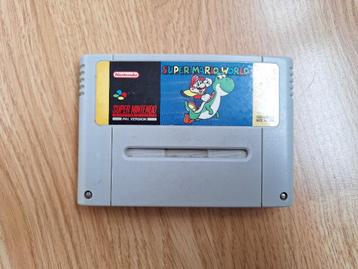 Nintendo
SUPER MARIO WORLD
SUPER NINTENDO
PAL VERSION